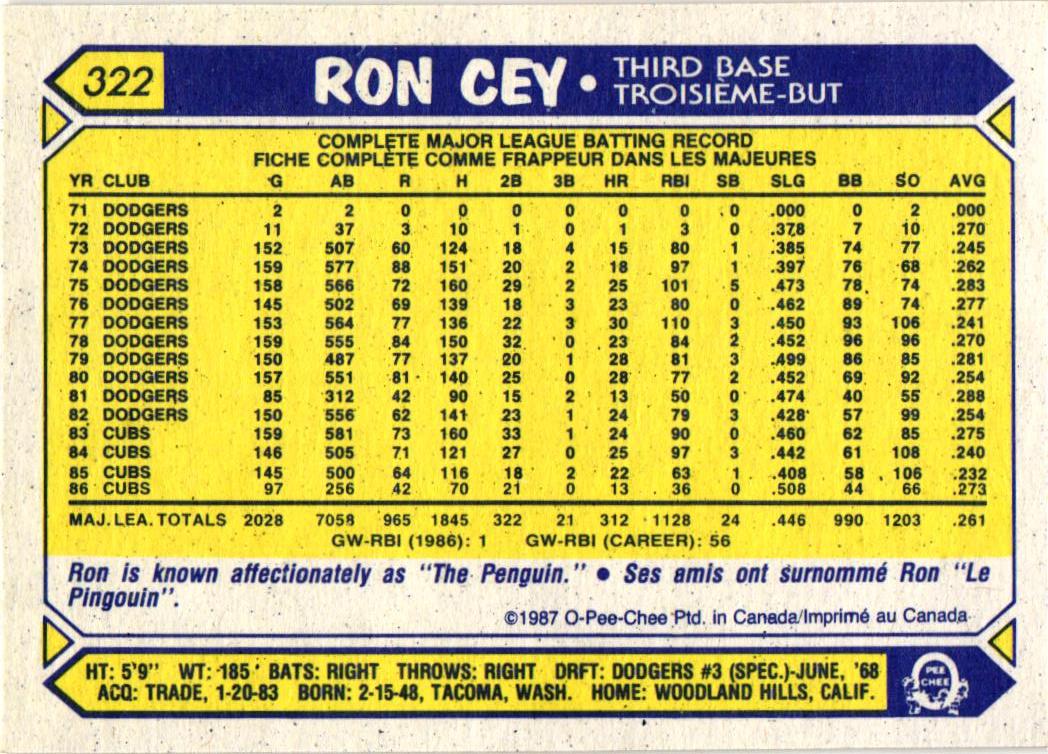 322
RON CEY • THIRD BASE
TROISIÈME-BUT
COMPLETE MAJOR LEAGUE BATTING RECORD
FICHE COMPLÈTE COMME FRAPPEUR DANS LES MAJEURES
YR CLUB G AB R H 2B 3B HR RBI SB SLG BB SO AVG
71 DODGERS 2 2 0 0 0 0 0 0 0 .000 0 2 .000
72 DODGERS 11 37 3 10 1 0 1 3 0 .378 7 10 .270
73 DODGERS 152 507 60 124 18 4 15 80 1 .385 74 77 .245
74 DODGERS 159 577 88 151 20 2 18 97 1 .397 76 68 .262
75 DODGERS 158 566 72 160 29 2 25 101 5 .473 78 74 .283
76 DODGERS 145 502 69 139 18 3 23 80 0 .462 89 74 .277
77 DODGERS 153 564 77 136 22 3 30 110 3 .450 93 106 .241
78 DODGERS 159 555 84 150 32 0 23 84 2 .452 96 96 .270
79 DODGERS 150 487 77 137 20 1 28 81 3 .499 86 85 .281
80 DODGERS 157 551 81 140 25 0 28 77 2 .452 69 92 .254
81 DODGERS 85 312 42 90 15 2 13 50 0 .474 40 55 .288
82 DODGERS 150 556 62 141 23 1 24 79 3 .428 57 99 .254
83 CUBS 159 581 73 160 33 1 24 90 0 .460 62 85 .275
84 CUBS 146 505 71 121 27 0 25 97 3 .442 61 108 .240
85 CUBS 145 500 64 116 18 2 22 63 1 .408 58 106 .232
86 CUBS 97 256 42 70 21 0 13 36 0 .508 44 66 .273
MAJ. LEA. TOTALS 2028 7058 965 1845 322 21 312 1128 24 .446 990 1203 .261
GW-RBI (1986): 1 GW-RBI (CAREER): 56
Ron is known affectionately as "The Penguin." • Ses amis ont surnommé Ron "Le
Pingouin".
©1987 O-Pee-Chee Ptd. in Canada/Imprimé au Canada
HT: 5'9" WT: 185 BATS: RIGHT THROWS: RIGHT DRFT: DODGERS #3 (SPEC.)-JUNE, '68
ACQ: TRADE, 1-20-83 BORN: 2-15-48, TACOMA, WASH. HOME: WOODLAND HILLS, CALIF.
O
PEE
CHEE